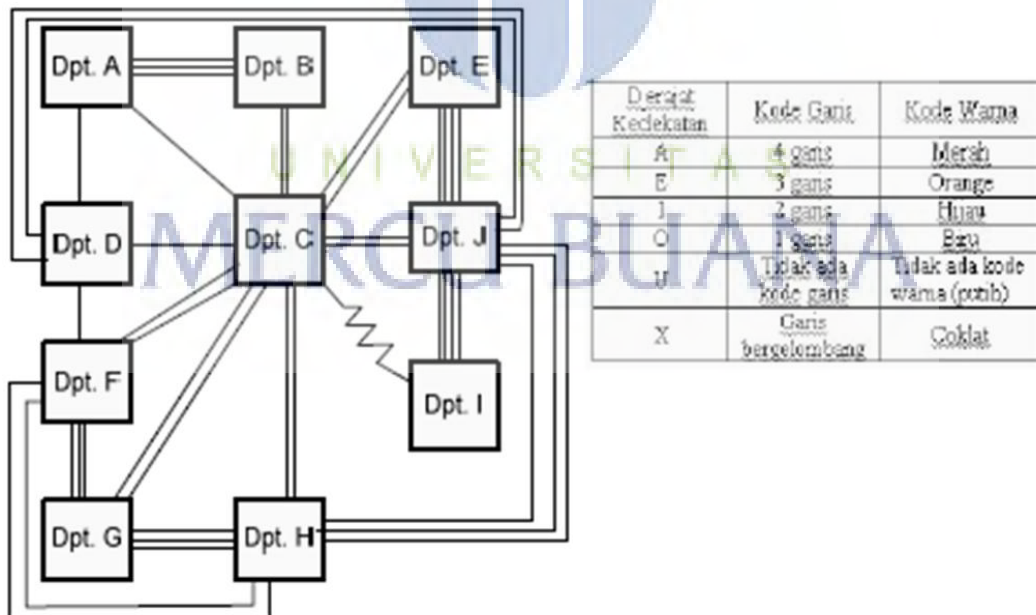 Dpt. A
Dpt. B
Dpt. E
Dpt. D
Dpt. C
Dpt. J
Dpt. F
Dpt. I
Dpt. G
Dpt. H
UNIVERSITAS
MERCU BUANA
Derajat Kedekatan
Kode Garis
Kode Warna
A
4 garis
Merah
E
3 garis
Orange
I
2 garis
Hijau
O
1 garis
Biru
U
Tidak ada
kode garis
Tidak ada kode
warna (putih)
X
Garis
bergelombang
Coklat